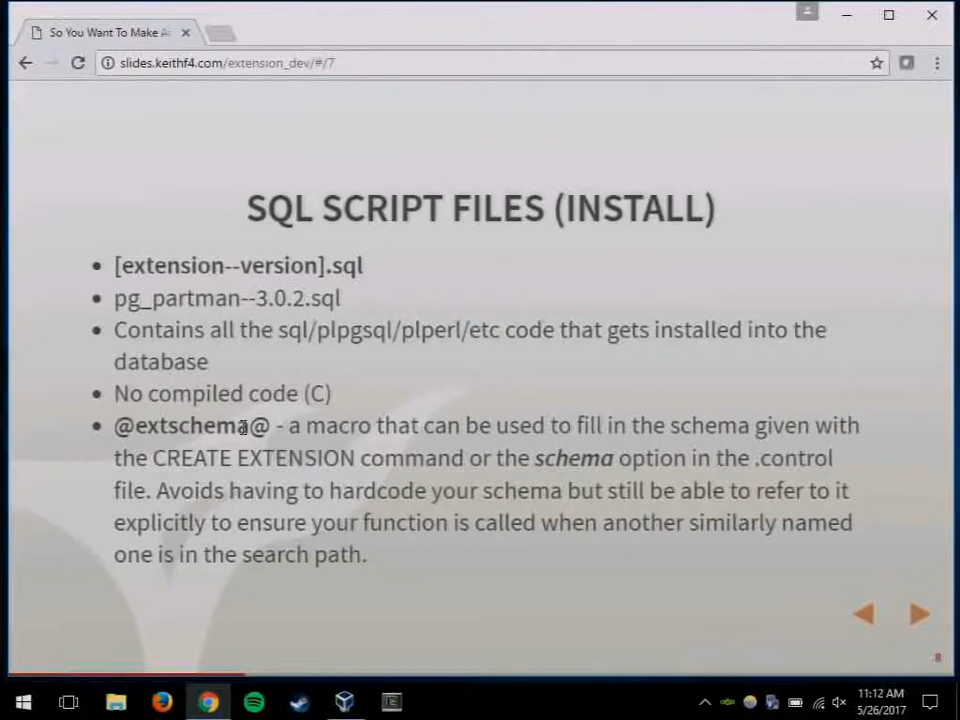 So You Want To Make A
slides.keithf4.com/extension_dev/#/7
SQL SCRIPT FILES (INSTALL)
[extension--version].sql
pg_partman--3.0.2.sql
Contains all the sql/plpgsql/plperl/etc code that gets installed into the
database
No compiled code (C)
@extschema@ - a macro that can be used to fill in the schema given with
the CREATE EXTENSION command or the schema option in the .control
file. Avoids having to hardcode your schema but still be able to refer to it
explicitly to ensure your function is called when another similarly named
one is in the search path.
8
11:12 AM
5/26/2017